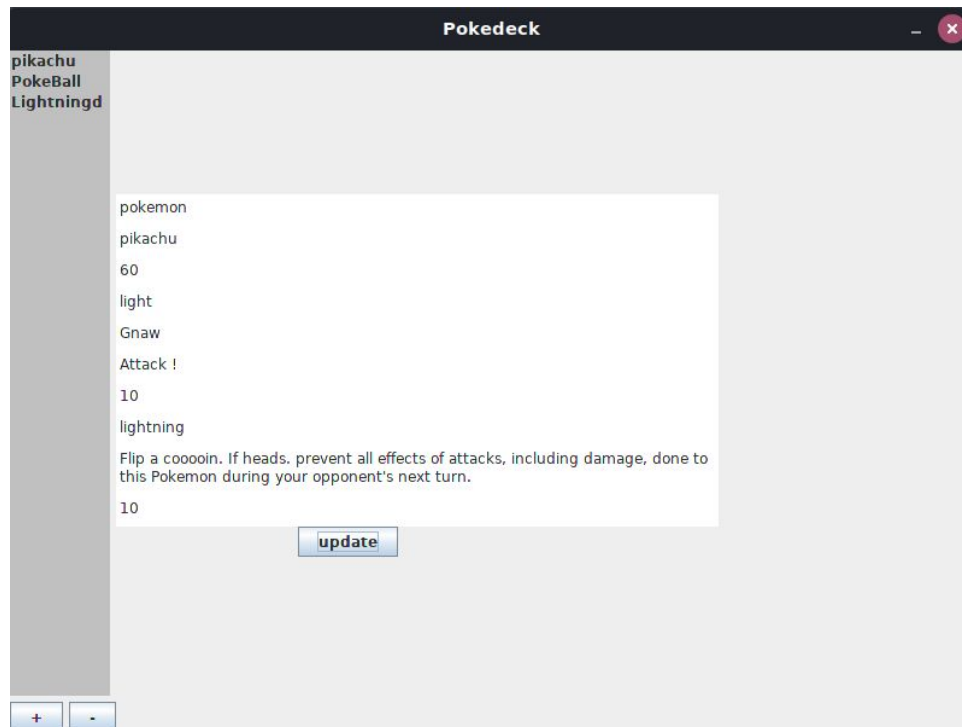 Pokedeck
pikachu
PokeBall
Lightningd
pokemon
pikachu
60
light
Gnaw
Attack !
10
lightning
Flip a cooooin. If heads. prevent all effects of attacks, including damage, done to
this Pokemon during your opponent's next turn.
10
update
+ -